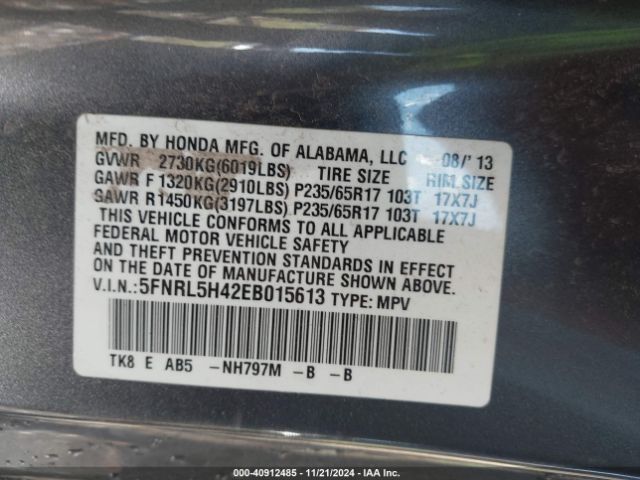 MFD. BY HONDA MFG. OF ALABAMA, LLC 08/'13
GVWR 2730KG(6019LBS) TIRE SIZE RIM SIZE
GAWR F 1320KG(2910LBS) P235/65R17 103T 17X7J
GAWR R1450KG(3197LBS) P235/65R17 103T 17X7J
THIS VEHICLE CONFORMS TO ALL APPLICABLE
FEDERAL MOTOR VEHICLE SAFETY
AND THEFT PREVENTION STANDARDS IN EFFECT
ON THE DATE OF MANUFACTURE SHOWN ABOVE.
V.I.N.:5FNRL5H42EB015613 TYPE: MPV
TK8 E AB5 -NH797M -B -B
000-40912485 - 11/21/2024 - IAA Inc.